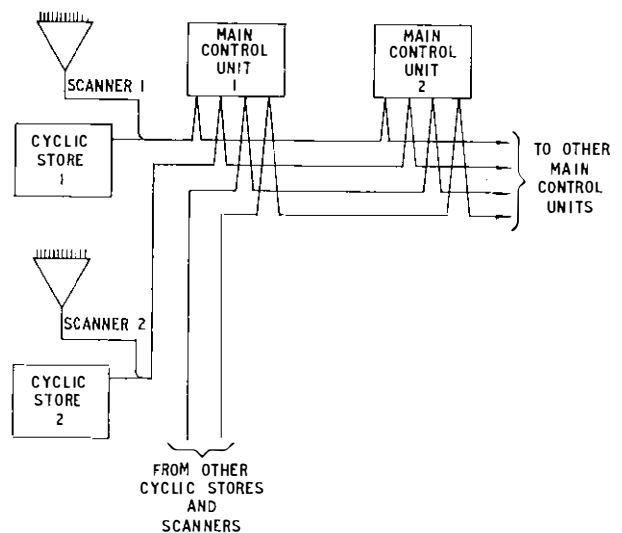 MAIN
CONTROL
UNIT
1
MAIN
CONTROL
UNIT
2
SCANNER 1
CYCLIC
STORE
1
TO OTHER
MAIN
CONTROL
UNITS
SCANNER 2
CYCLIC
STORE
2
FROM OTHER
CYCLIC STORES
AND
SCANNERS